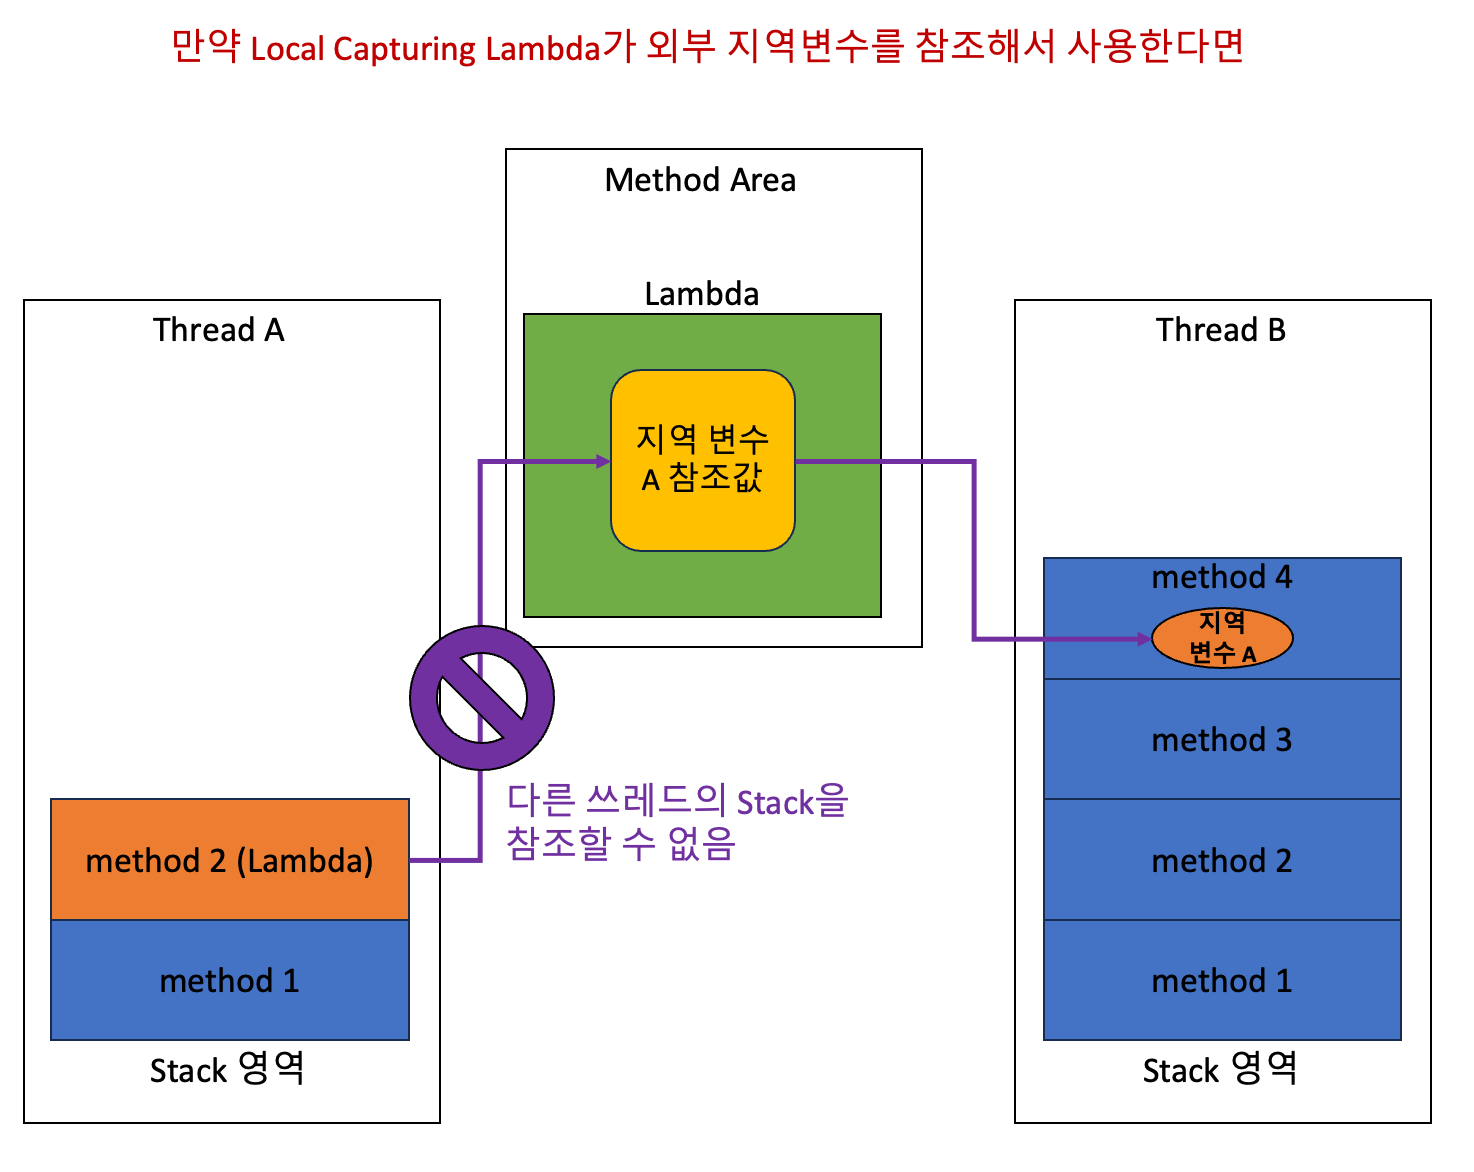 만약 Local Capturing Lambda가 외부 지역변수를 참조해서 사용한다면
Method Area
Lambda
지역 변수
A 참조값
Thread A
method 2 (Lambda)
method 1
Stack 영역
다른 쓰레드의 Stack을
참조할 수 없음
Thread B
method 4
지역
변수 A
method 3
method 2
method 1
Stack 영역